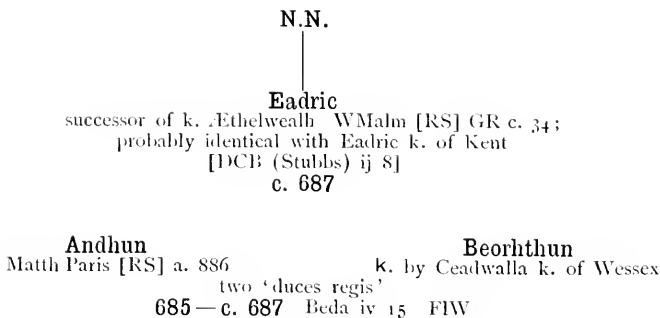 N.N.
Eadric
successor of k. Æthelwealh WMalm [RS] GR c. 34;
probably identical with Eadric k. of Kent
[DCB (Stubbs) ij 8]
c. 687
Andhun Beorhthun
Matth Paris [RS] a. 886 k. by Ceadwalla k. of Wessex
two 'duces regis'
685—c. 687 Beda iv 15 FlW